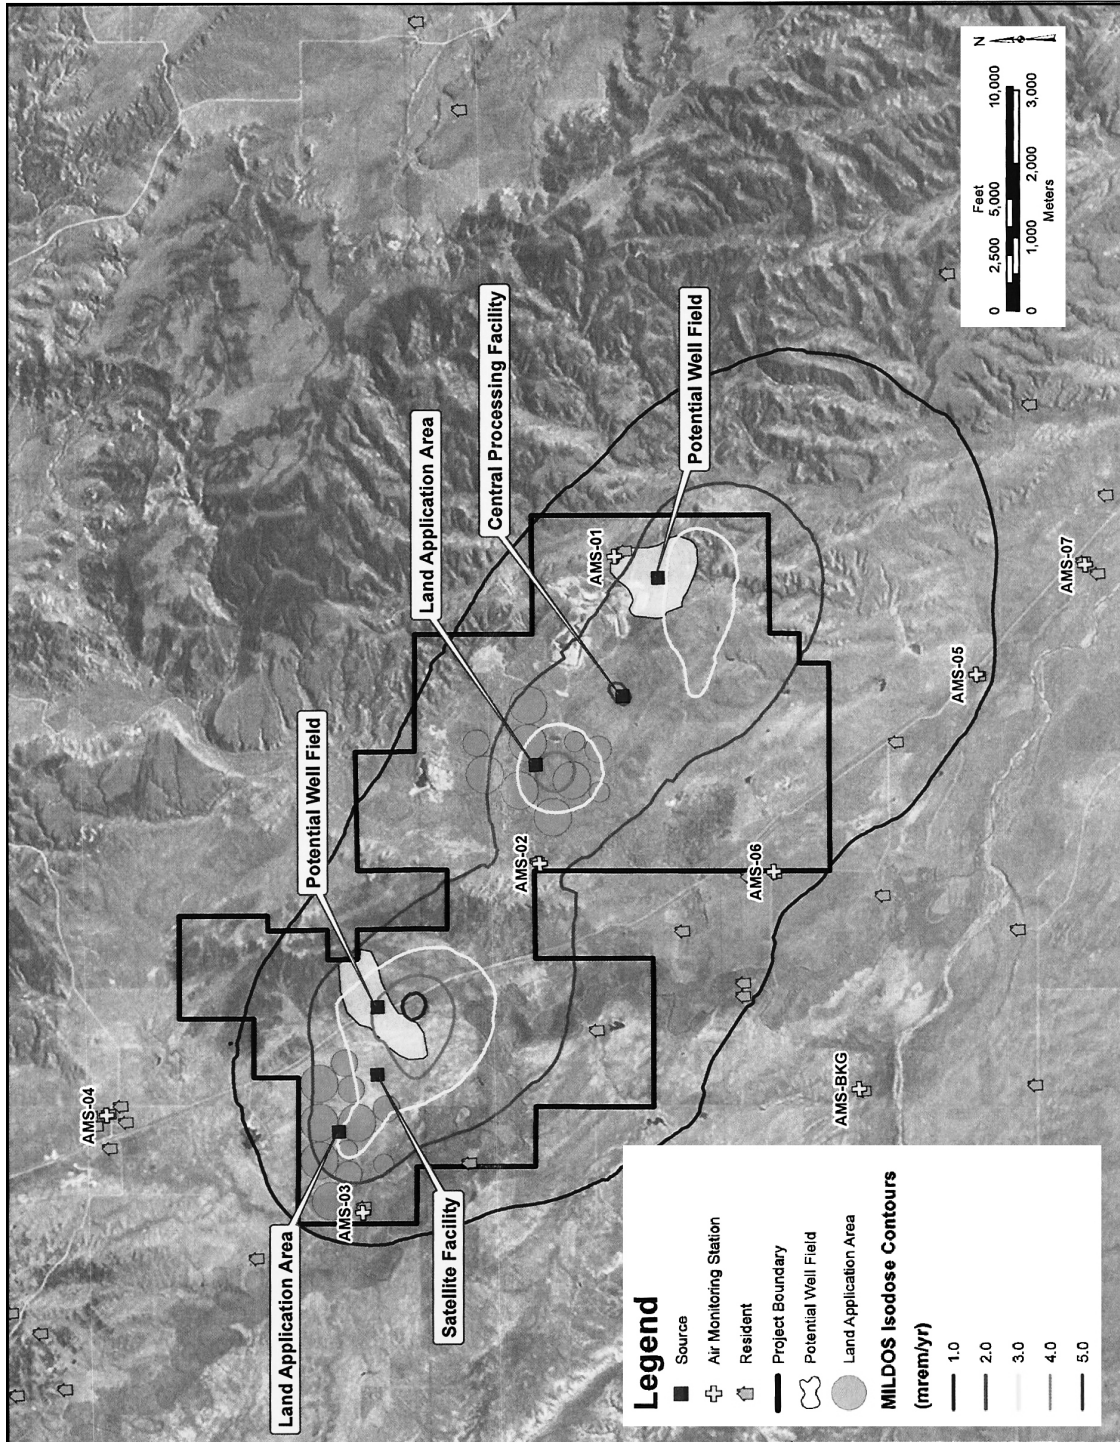 AMS-04
AMS-03
Land Application Area
Satellite Facility
Potential Well Field
Land Application Area
Central Processing Facility
Potential Well Field
AMS-02
AMS-01
AMS-06
AMS-05
AMS-07
AMS-BKG
Legend
Source
Air Monitoring Station
Resident
Project Boundary
Potential Well Field
Land Application Area
MILDOS Isodose Contours
(mrem/yr)
1.0
2.0
3.0
4.0
5.0
N
Feet
0 2,500 5,000 10,000
0 1,000 2,000 3,000
Meters